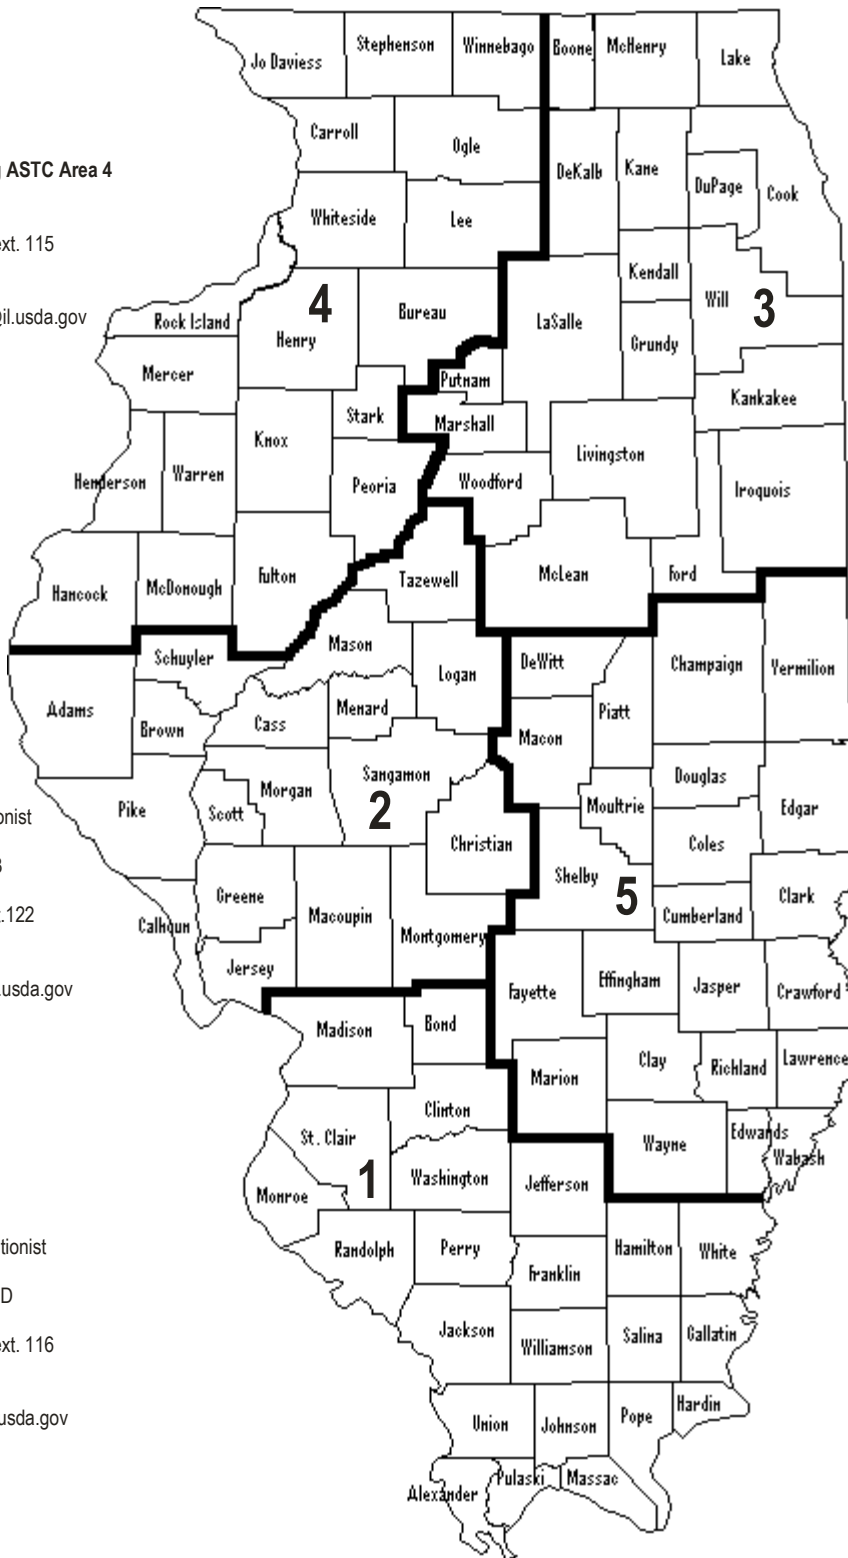 Jo Daviess
Stephenson
Winnebago
Boone
McHenry
Lake
Carroll
Ogle
ASTC Area 4
DeKalb
Kane
DuPage
Cook
Whiteside
Lee
ext. 115
Kendall
4
3
Will
Bureau
il.usda.gov
Rock Island
LaSalle
Henry
Grundy
Mercer
Putnam
Kankakee
Stark
Marshall
Knox
Livingston
Henderson
Warren
Peoria
Woodford
Iroquois
Hancock
McDonough
Fulton
Tazewell
McLean
Ford
Mason
Schuyler
Logan
DeWitt
Champaign
Vermilion
Adams
Menard
Piatt
Brown
Cass
Macon
Sangamon
Douglas
Morgan
2
Moultrie
Edgar
Pike
Scott
onist
Christian
Coles
Shelby
5
Greene
Clark
.122
Macoupin
Cumberland
Calhoun
Montgomery
Jersey
.usda.gov
Fayette
Effingham
Jasper
Crawford
Madison
Bond
Marion
Clay
Richland
Lawrence
Clinton
St. Clair
Wayne
Edwards
Wabash
1
Washington
Jefferson
Monroe
tionist
Randolph
Perry
Hamilton
White
Franklin
D
Jackson
Williamson
Salina
Gallatin
ext. 116
usda.gov
Union
Johnson
Pope
Hardin
Alexander
Pulaski
Massac